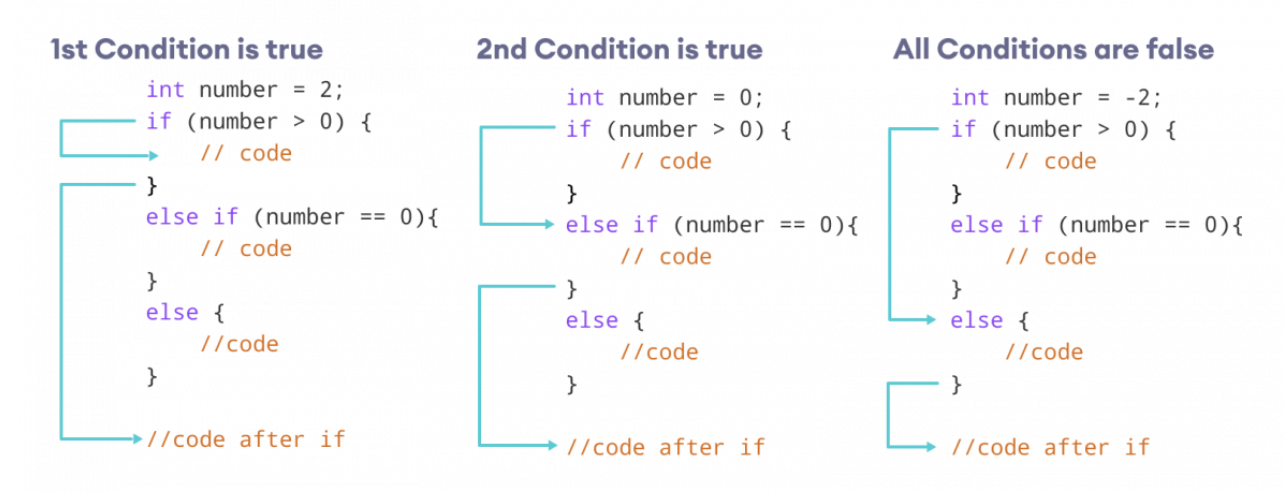 1st Condition is true
int number = 2;
if (number > 0) {
// code
}
else if (number == 0){
// code
}
else {
//code
}
//code after if
2nd Condition is true
int number = 0;
if (number > 0) {
// code
}
else if (number == 0){
// code
}
else {
//code
}
//code after if
All Conditions are false
int number = -2;
if (number > 0) {
// code
}
else if (number == 0){
// code
}
else {
//code
}
//code after if